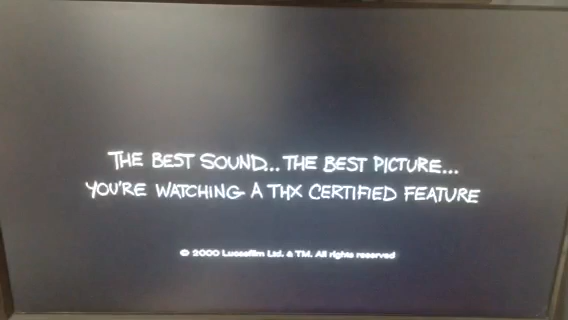 THE BEST SOUND... THE BEST PICTURE...
YOU'RE WATCHING A THX CERTIFIED FEATURE
© 2000 Lucasfilm Ltd. & TM. All rights reserved